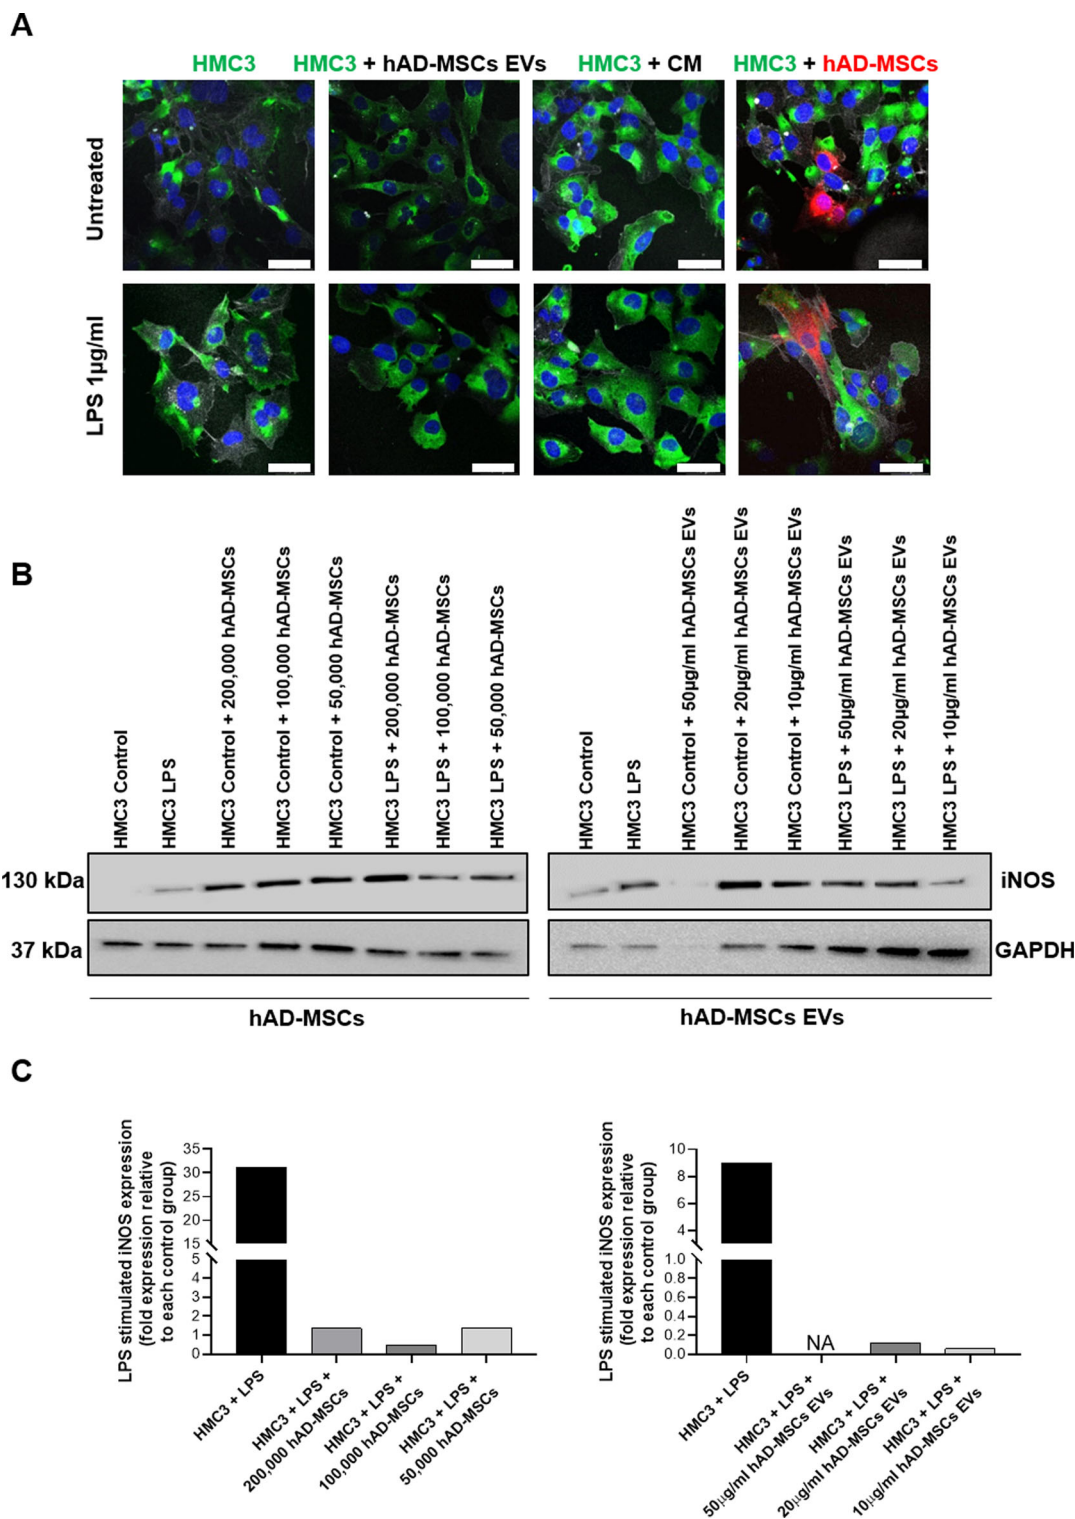 A
HMC3 HMC3 + hAD-MSCs EVs HMC3 + CM HMC3 + hAD-MSCs
Untreated
LPS 1µg/ml
B
HMC3 Control
HMC3 LPS
HMC3 Control + 200,000 hAD-MSCs
HMC3 Control + 100,000 hAD-MSCs
HMC3 Control + 50,000 hAD-MSCs
HMC3 LPS + 200,000 hAD-MSCs
HMC3 LPS + 100,000 hAD-MSCs
HMC3 LPS + 50,000 hAD-MSCs
HMC3 Control
HMC3 LPS
HMC3 Control + 50µg/ml hAD-MSCs EVs
HMC3 Control + 20µg/ml hAD-MSCs EVs
HMC3 Control + 10µg/ml hAD-MSCs EVs
HMC3 LPS + 50µg/ml hAD-MSCs EVs
HMC3 LPS + 20µg/ml hAD-MSCs EVs
HMC3 LPS + 10µg/ml hAD-MSCs EVs
130 kDa
iNOS
37 kDa
GAPDH
hAD-MSCs
hAD-MSCs EVs
C
LPS stimulated iNOS expression
(fold expression relative
to each control group)
35
30
25
20
15
5
4
3
2
1
0
HMC3 + LPS
HMC3 + LPS +
200,000 hAD-MSCs
HMC3 + LPS +
100,000 hAD-MSCs
HMC3 + LPS +
50,000 hAD-MSCs
LPS stimulated iNOS expression
(fold expression relative
to each control group)
10
8
6
4
1.0
0.8
0.6
0.4
0.2
0.0
NA
HMC3 + LPS
HMC3 + LPS +
50µg/ml hAD-MSCs EVs
HMC3 + LPS +
20µg/ml hAD-MSCs EVs
HMC3 + LPS +
10µg/ml hAD-MSCs EVs